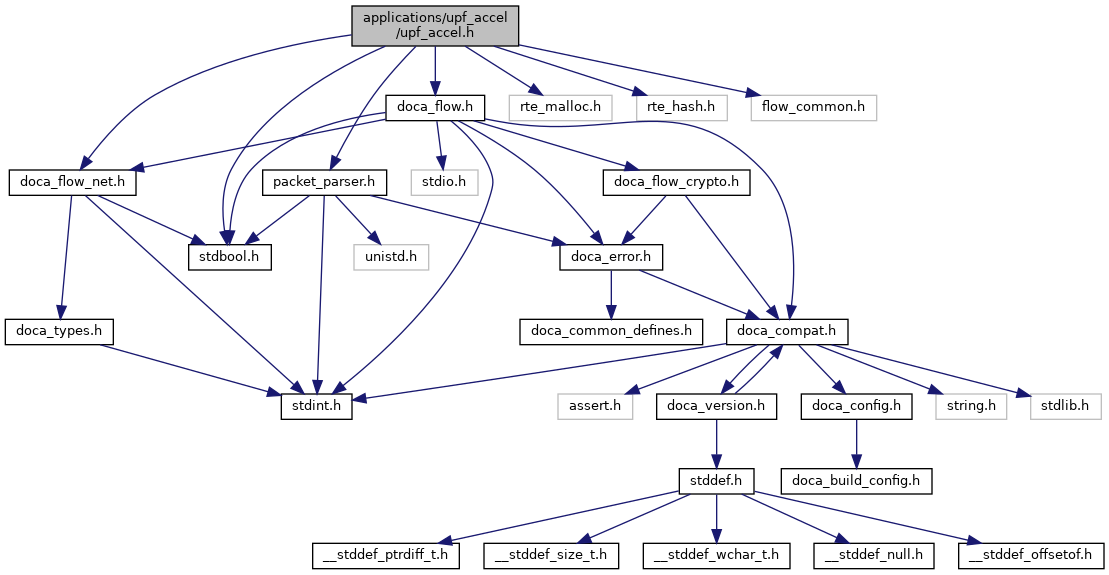 applications/upf_accel
/upf_accel.h
doca_flow.h
rte_malloc.h
rte_hash.h
flow_common.h
doca_flow_net.h
packet_parser.h
stdio.h
doca_flow_crypto.h
stdbool.h
unistd.h
doca_error.h
doca_types.h
doca_common_defines.h
doca_compat.h
stdint.h
assert.h
doca_version.h
doca_config.h
string.h
stdlib.h
stddef.h
doca_build_config.h
__stddef_ptrdiff_t.h
__stddef_size_t.h
__stddef_wchar_t.h
__stddef_null.h
__stddef_offsetof.h